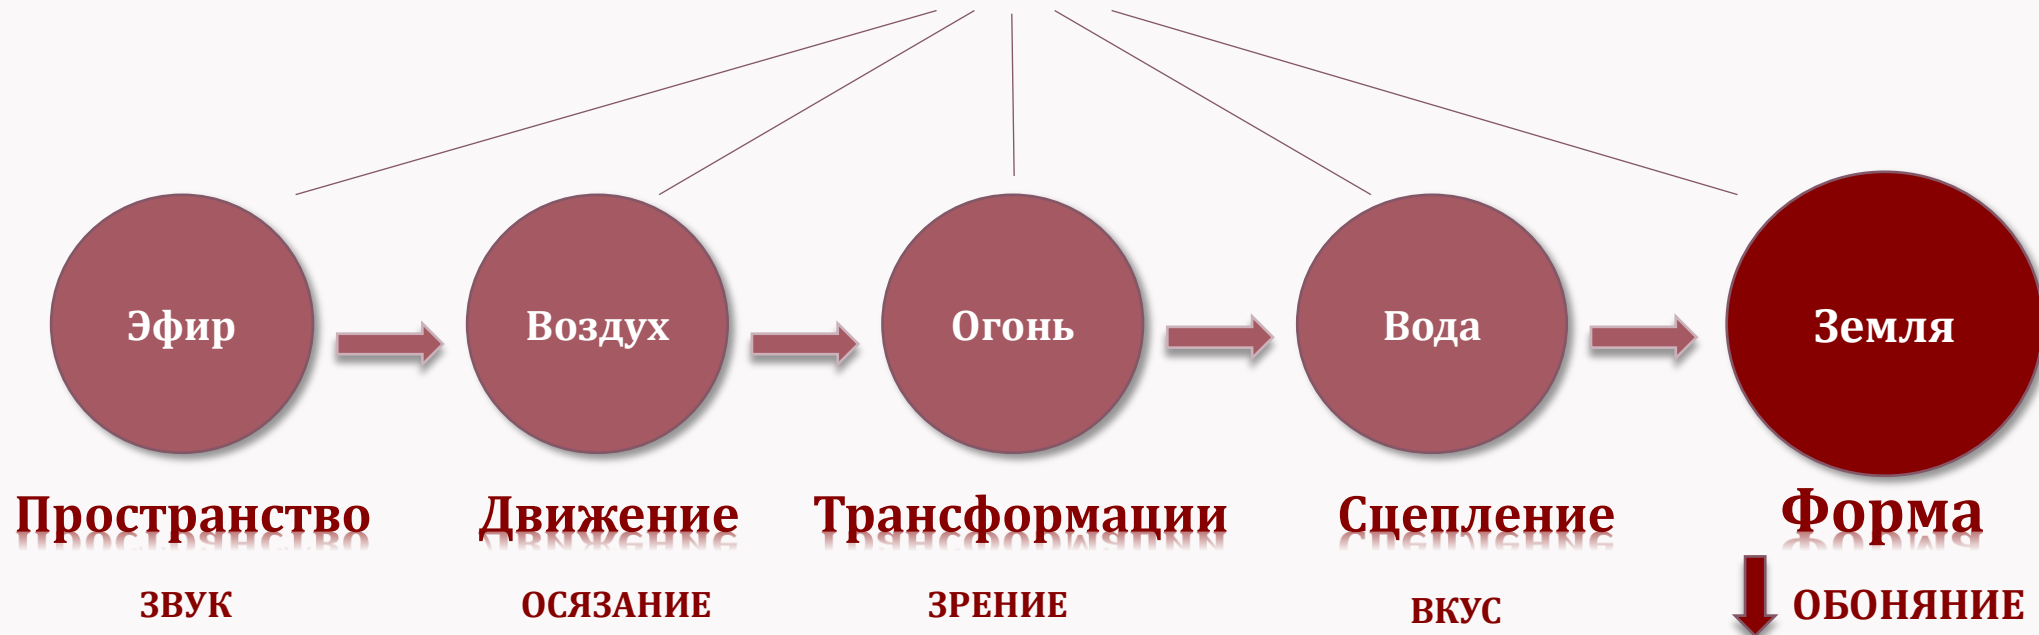 Эфир
Воздух
Огонь
Вода
Земля
Пространство
Движение
Трансформации
Сцепление
Форма
ЗВУК
ОСЯЗАНИЕ
ЗРЕНИЕ
ВКУС
ОБОНЯНИЕ